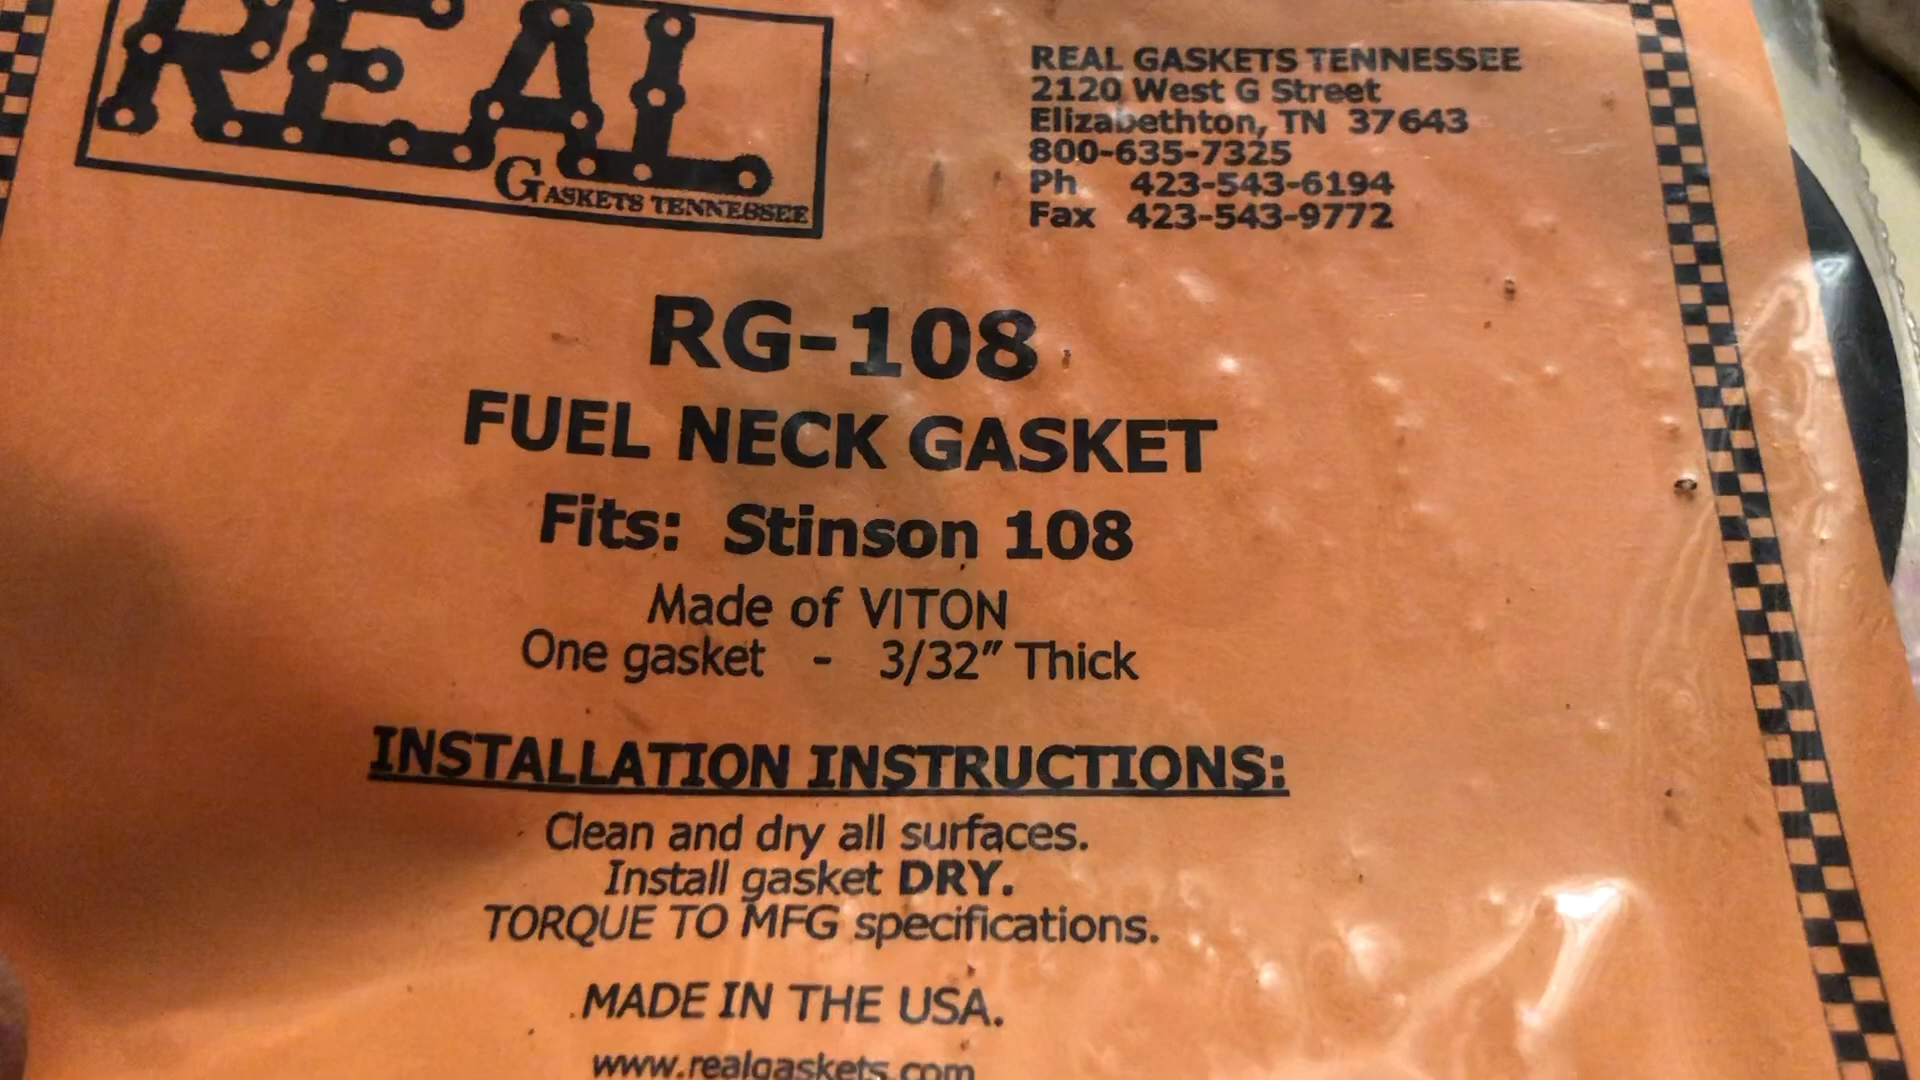 REAL
GASKETS TENNESSEE
REAL GASKETS TENNESSEE
2120 West G Street
Elizabethton, TN 37643
800-635-7325
Ph 423-543-6194
Fax 423-543-9772
RG-108
FUEL NECK GASKET
Fits: Stinson 108
Made of VITON
One gasket - 3/32" Thick
INSTALLATION INSTRUCTIONS:
Clean and dry all surfaces.
Install gasket DRY.
TORQUE TO MFG specifications.
MADE IN THE USA.
www.realgaskets.com